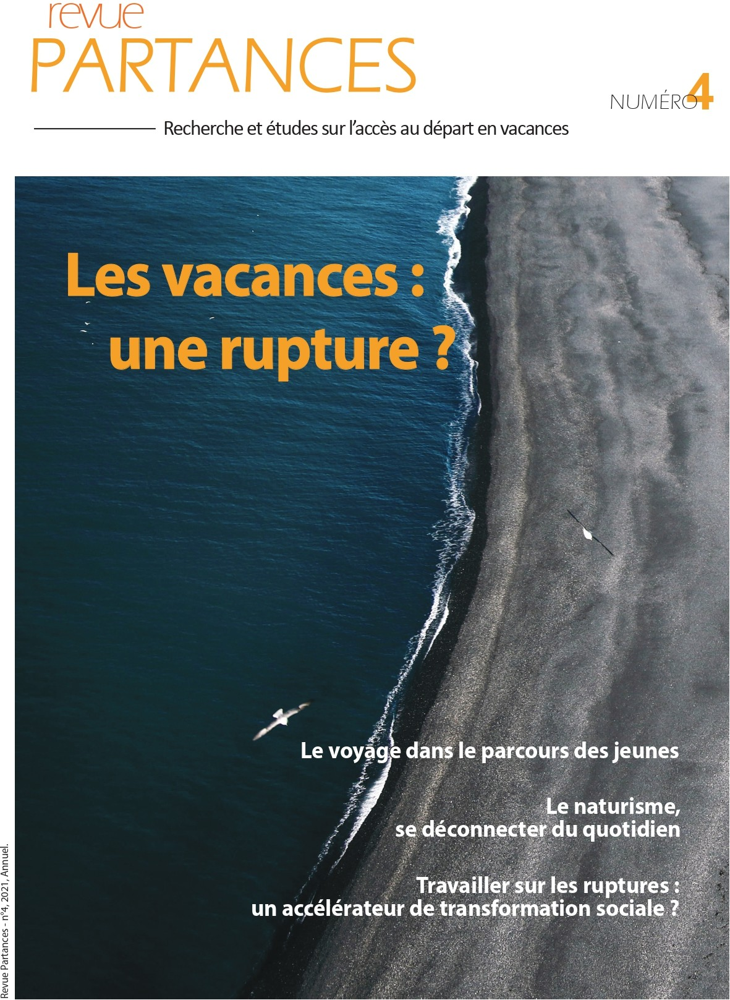 revue
PARTANCES
NUMÉRO4
Recherche et études sur l’accès au départ en vacances
Les vacances :
une rupture ?
Le voyage dans le parcours des jeunes
Le naturisme,
se déconnecter du quotidien
Travailler sur les ruptures :
un accélérateur de transformation sociale ?
Revue Partances - n°4, 2021, Annuel.